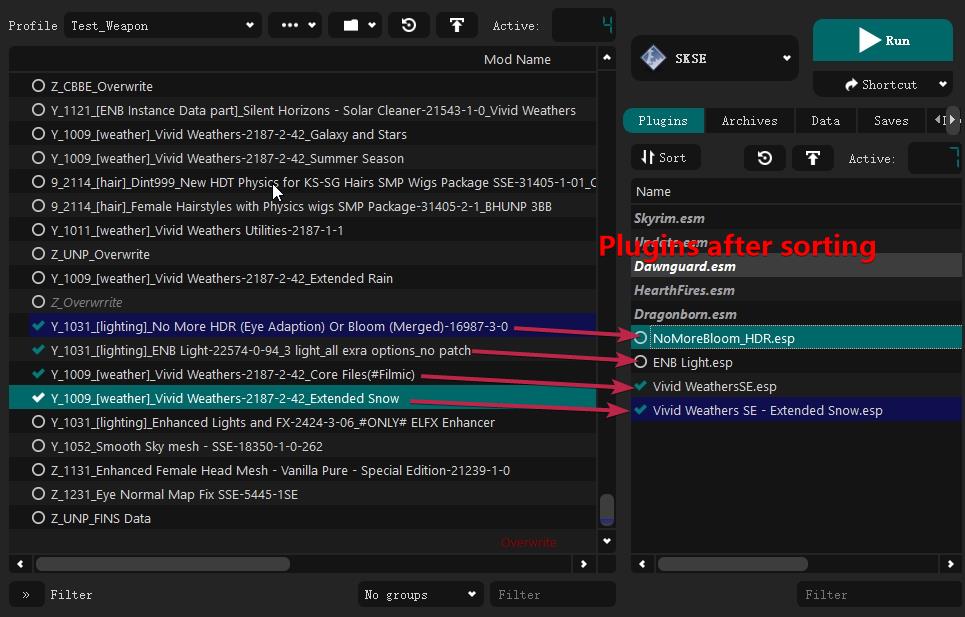 Profile Test_Weapon Active: 4
Mod Name
Z_CBBE_Overwrite
Y_1121_[ENB Instance Data part]_Silent Horizons - Solar Cleaner-21543-1-0_Vivid Weathers
Y_1009_[weather]_Vivid Weathers-2187-2-42_Galaxy and Stars
Y_1009_[weather]_Vivid Weathers-2187-2-42_Summer Season
9_2114_[hair]_Dint999_New HDT Physics for KS-SG Hairs SMP Wigs Package SSE-31405-1-01_C
9_2114_[hair]_Female Hairstyles with Physics wigs SMP Package-31405-2-1_BHUNP 3BB
Y_1011_[weather]_Vivid Weathers Utilities-2187-1-1
Z_UNP_Overwrite
Y_1009_[weather]_Vivid Weathers-2187-2-42_Extended Rain
Z_Overwrrite
Y_1031_[lighting]_No More HDR (Eye Adaption) Or Bloom (Merged)-16987-3-0
Y_1031_[lighting]_ENB Light-22574-0-94_3 light_all exra options_no patch
Y_1009_[weather]_Vivid Weathers-2187-2-42_Core Files(#Filmic)
Y_1009_[weather]_Vivid Weathers-2187-2-42_Extended Snow
Y_1031_[lighting]_Enhanced Lights and FX-2424-3-06_#ONLY# ELFX Enhancer
Y_1052_Smooth Sky mesh - SSE-18350-1-0-262
Z_1131_Enhanced Female Head Mesh - Vanilla Pure - Special Edition-21239-1-0
Z_1231_Eye Normal Map Fix SSE-5445-1SE
Z_UNP_FINS Data
Overwrite
» Filter No groups Filter
SKSE
Run
Shortcut
Plugins Archives Data Saves
Sort Active: 7
Name
Skyrim.esm
Update.esm
Plugins after sorting
Dawnguard.esm
HearthFires.esm
Dragonborn.esm
NoMoreBloom_HDR.esp
ENB Light.esp
Vivid WeathersSE.esp
Vivid Weathers SE - Extended Snow.esp
Filter